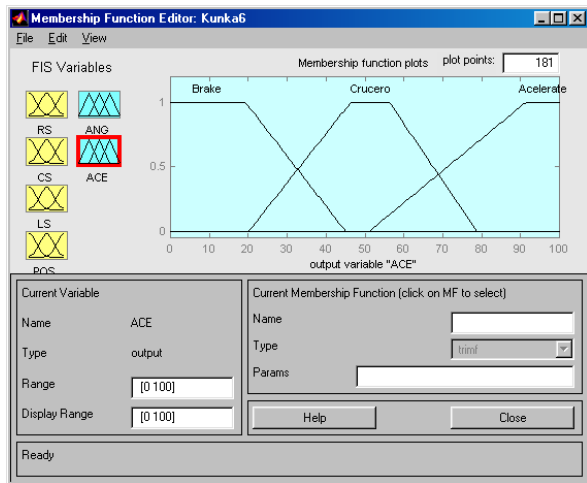 Membership Function Editor: Kunka6
File Edit View
FIS Variables
Membership function plots plot points: 181
RS ANG
CS ACE
LS
POS
Brake Crucero Acelerate
1
0.5
0
0 10 20 30 40 50 60 70 80 90 100
output variable "ACE"
Current Variable
Name ACE
Type output
Range [0 100]
Display Range [0 100]
Current Membership Function (click on MF to select)
Name
Type trimf
Params
Help Close
Ready